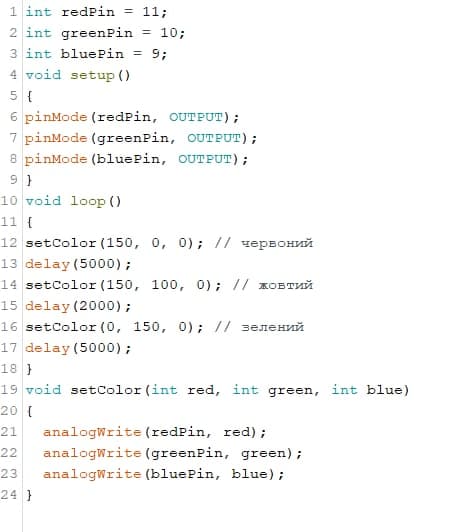 1 int redPin = 11;
2 int greenPin = 10;
3 int bluePin = 9;
4 void setup()
5 {
6 pinMode(redPin, OUTPUT);
7 pinMode(greenPin, OUTPUT);
8 pinMode(bluePin, OUTPUT);
9 }
10 void loop()
11 {
12 setColor(150, 0, 0); // червоний
13 delay(5000);
14 setColor(150, 100, 0); // жовтий
15 delay(2000);
16 setColor(0, 150, 0); // зелений
17 delay(5000);
18 }
19 void setColor(int red, int green, int blue)
20 {
21   analogWrite(redPin, red);
22   analogWrite(greenPin, green);
23   analogWrite(bluePin, blue);
24 }